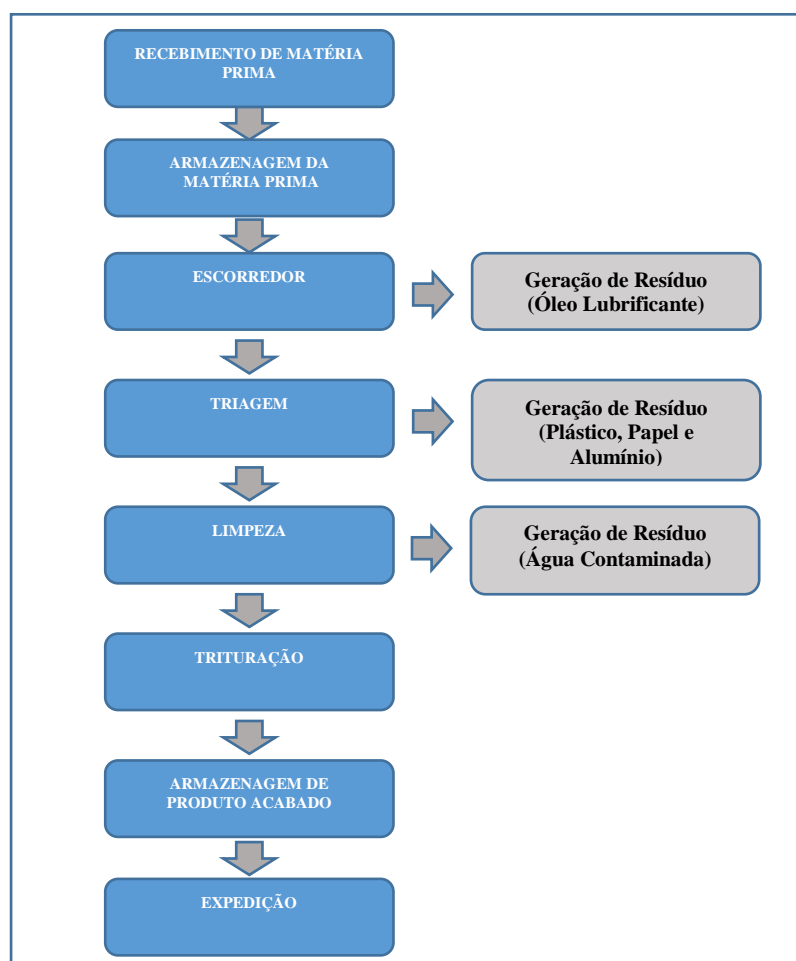 RECEBIMENTO DE MATÉRIA
PRIMA
ARMAZENAGEM DA
MATÉRIA PRIMA
ESCORREDOR
Geração de Resíduo
(Óleo Lubrificante)
TRIAGEM
Geração de Resíduo
(Plástico, Papel e
Alumínio)
LIMPEZA
Geração de Resíduo
(Água Contaminada)
TRITURAÇÃO
ARMAZENAGEM DE
PRODUTO ACABADO
EXPEDIÇÃO